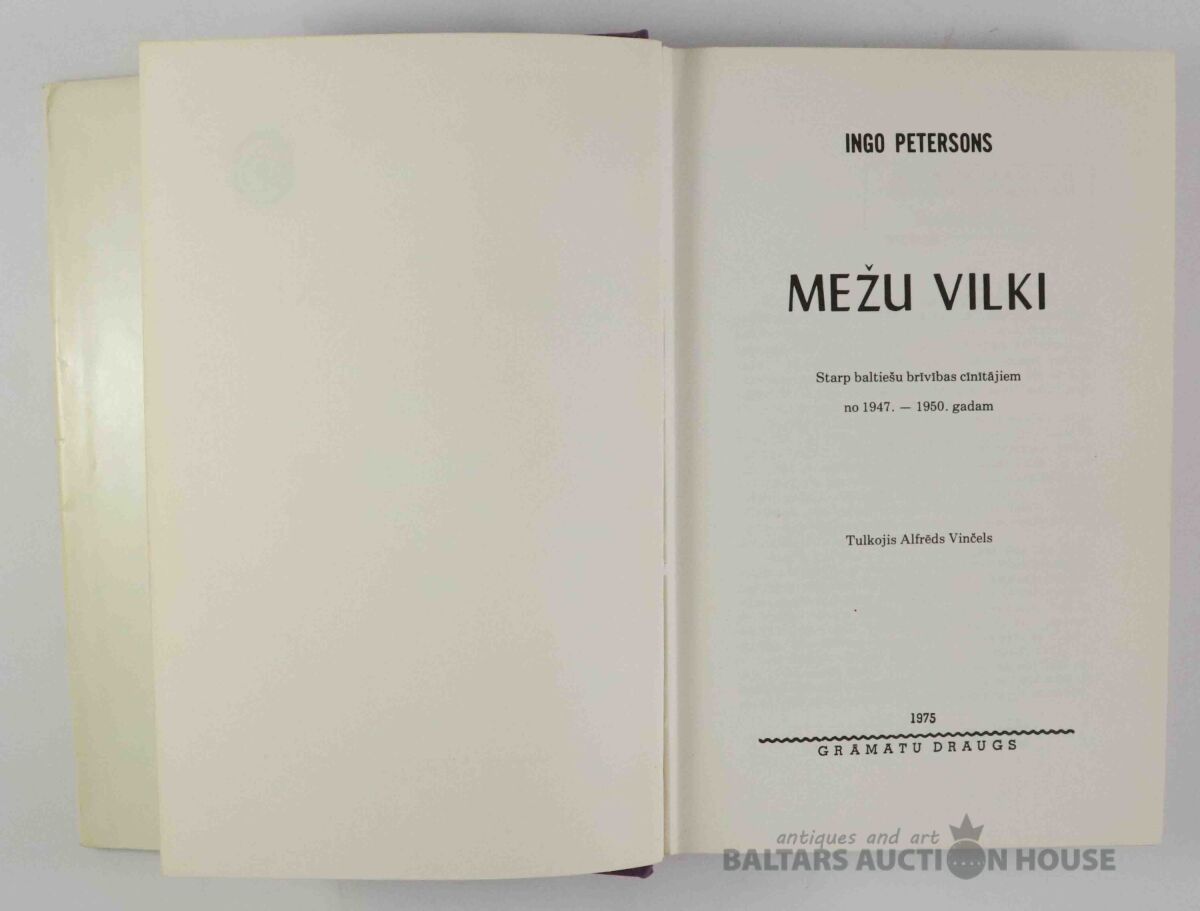 INGO PETERSONS
MEŽU VILKI
Starp baltiešu brīvības cīnītājiem
no 1947. — 1950. gadam
Tulkojis Alfrēds Vinčels
1975
GRĀMATU DRAUGS
antiques and art
BALTARS AUCTION HOUSE